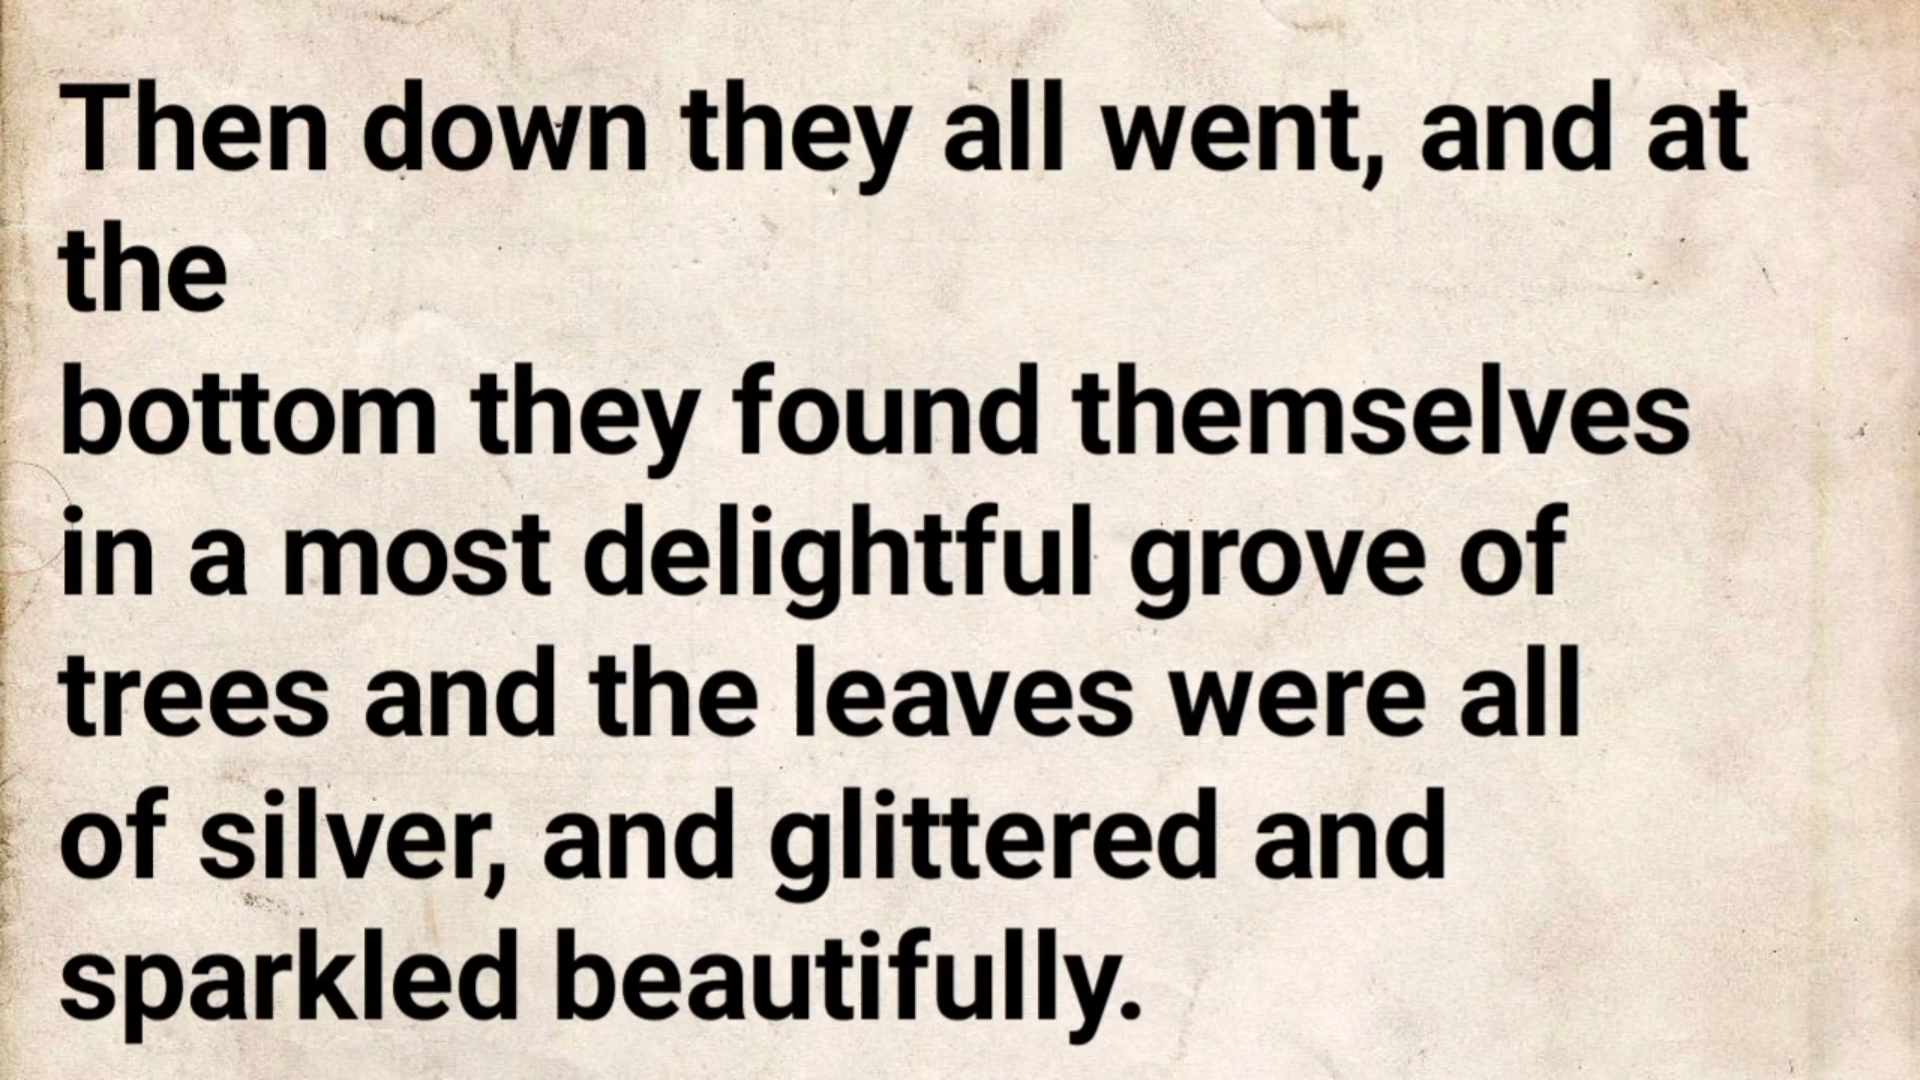 Then down they all went, and at
the
bottom they found themselves
in a most delightful grove of
trees and the leaves were all
of silver, and glittered and
sparkled beautifully.